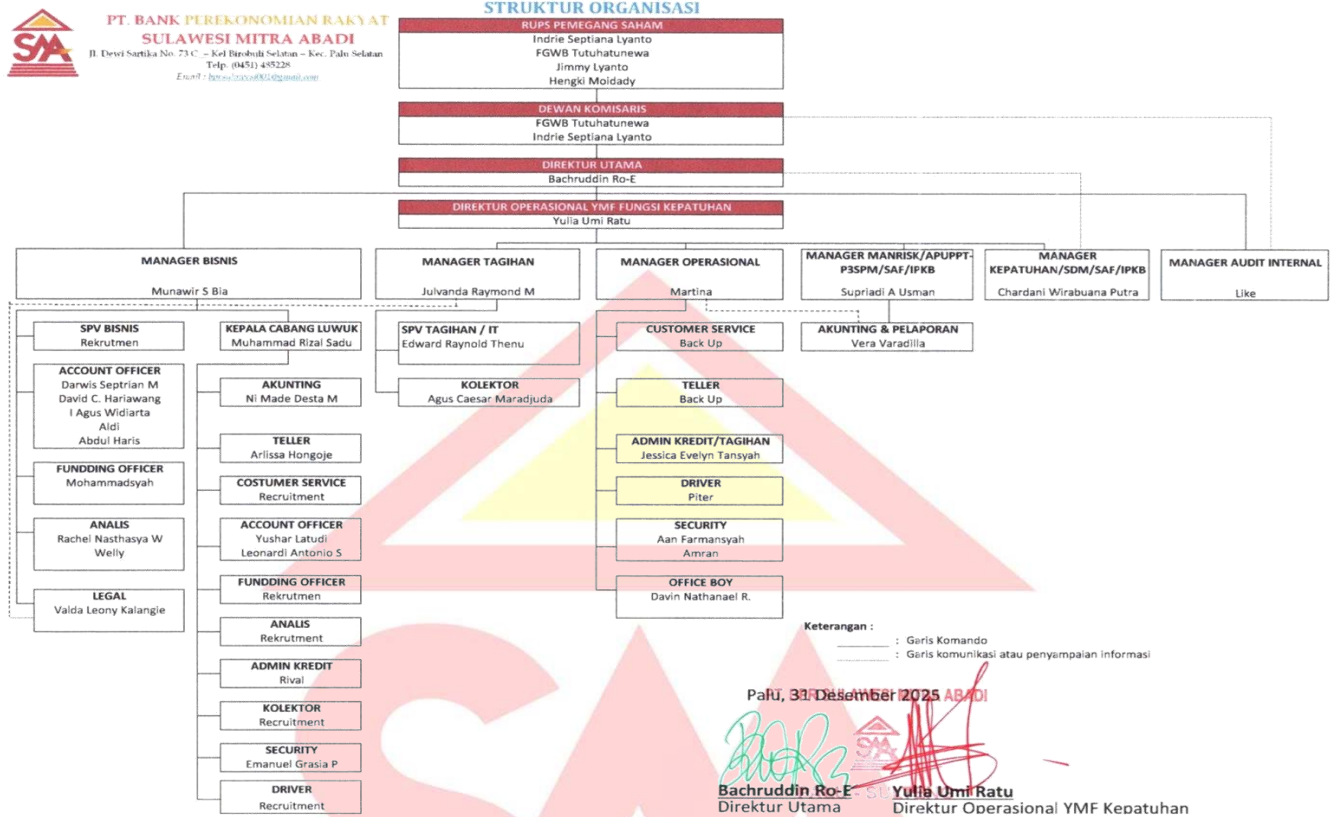 STRUKTUR ORGANISASI
SMA
PT. BANK PEREKONOMIAN RAKYAT
SULAWESI MITRA ABADI
Jl. Dewi Sartika No. 73 C – Kel Birobuli Selatan – Kec. Palu Selatan
Telp. (0451) 485228
Email :
RUPS PEMEGANG SAHAM
Indrie Septiana Lyanto
FGWB Tutuhatunewa
Jimmy Lyanto
Hengki Moidady
DEWAN KOMISARIS
FGWB Tutuhatunewa
Indrie Septiana Lyanto
DIREKTUR UTAMA
Bachruddin Ro-E
DIREKTUR OPERASIONAL YMF FUNGSI KEPATUHAN
Yulia Umi Ratu
MANAGER BISNIS
Munawir S Bia
MANAGER TAGIHAN
Julvanda Raymond M
MANAGER OPERASIONAL
Martina
MANAGER MANRISK/APUPPT-
P3SPM/SAF/IPKB
Supriadi A Usman
MANAGER
KEPATUHAN/SDM/SAF/IPKB
Chardani Wirabuana Putra
MANAGER AUDIT INTERNAL
Like
SPV BISNIS
Rekrutmen
ACCOUNT OFFICER
Darwis Septrian M
David C. Hariawang
I Agus Widiarta
Aldi
Abdul Haris
FUNDDING OFFICER
Mohammadsyah
ANALIS
Rachel Nasthasya W
Welly
LEGAL
Valda Leony Kalangie
KEPALA CABANG LUWUK
Muhammad Rizal Sadu
AKUNTING
Ni Made Desta M
TELLER
Arlissa Hongoje
COSTUMER SERVICE
Recruitment
ACCOUNT OFFICER
Yushar Latudi
Leonardi Antonio S
FUNDDING OFFICER
Rekrutmen
ANALIS
Rekrutment
ADMIN KREDIT
Rival
KOLEKTOR
Recruitment
SECURITY
Emanuel Grasia P
DRIVER
Recruitment
SPV TAGIHAN / IT
Edward Raynold Thenu
KOLEKTOR
Agus Caesar Maradjuda
CUSTOMER SERVICE
Back Up
TELLER
Back Up
ADMIN KREDIT/TAGIHAN
Jessica Evelyn Tansyah
DRIVER
Piter
SECURITY
Aan Farmansyah
Amran
OFFICE BOY
Davin Nathanael R.
AKUNTING & PELAPORAN
Vera Varadilla
Keterangan :
: Garis Komando
: Garis komunikasi atau penyampaian informasi
Palu, 31 Desember 2025
PT. BPR SULAWESI MITRA ABADI
SMA
Bachruddin Ro-E
Direktur Utama
Yulia Umi Ratu
Direktur Operasional YMF Kepatuhan